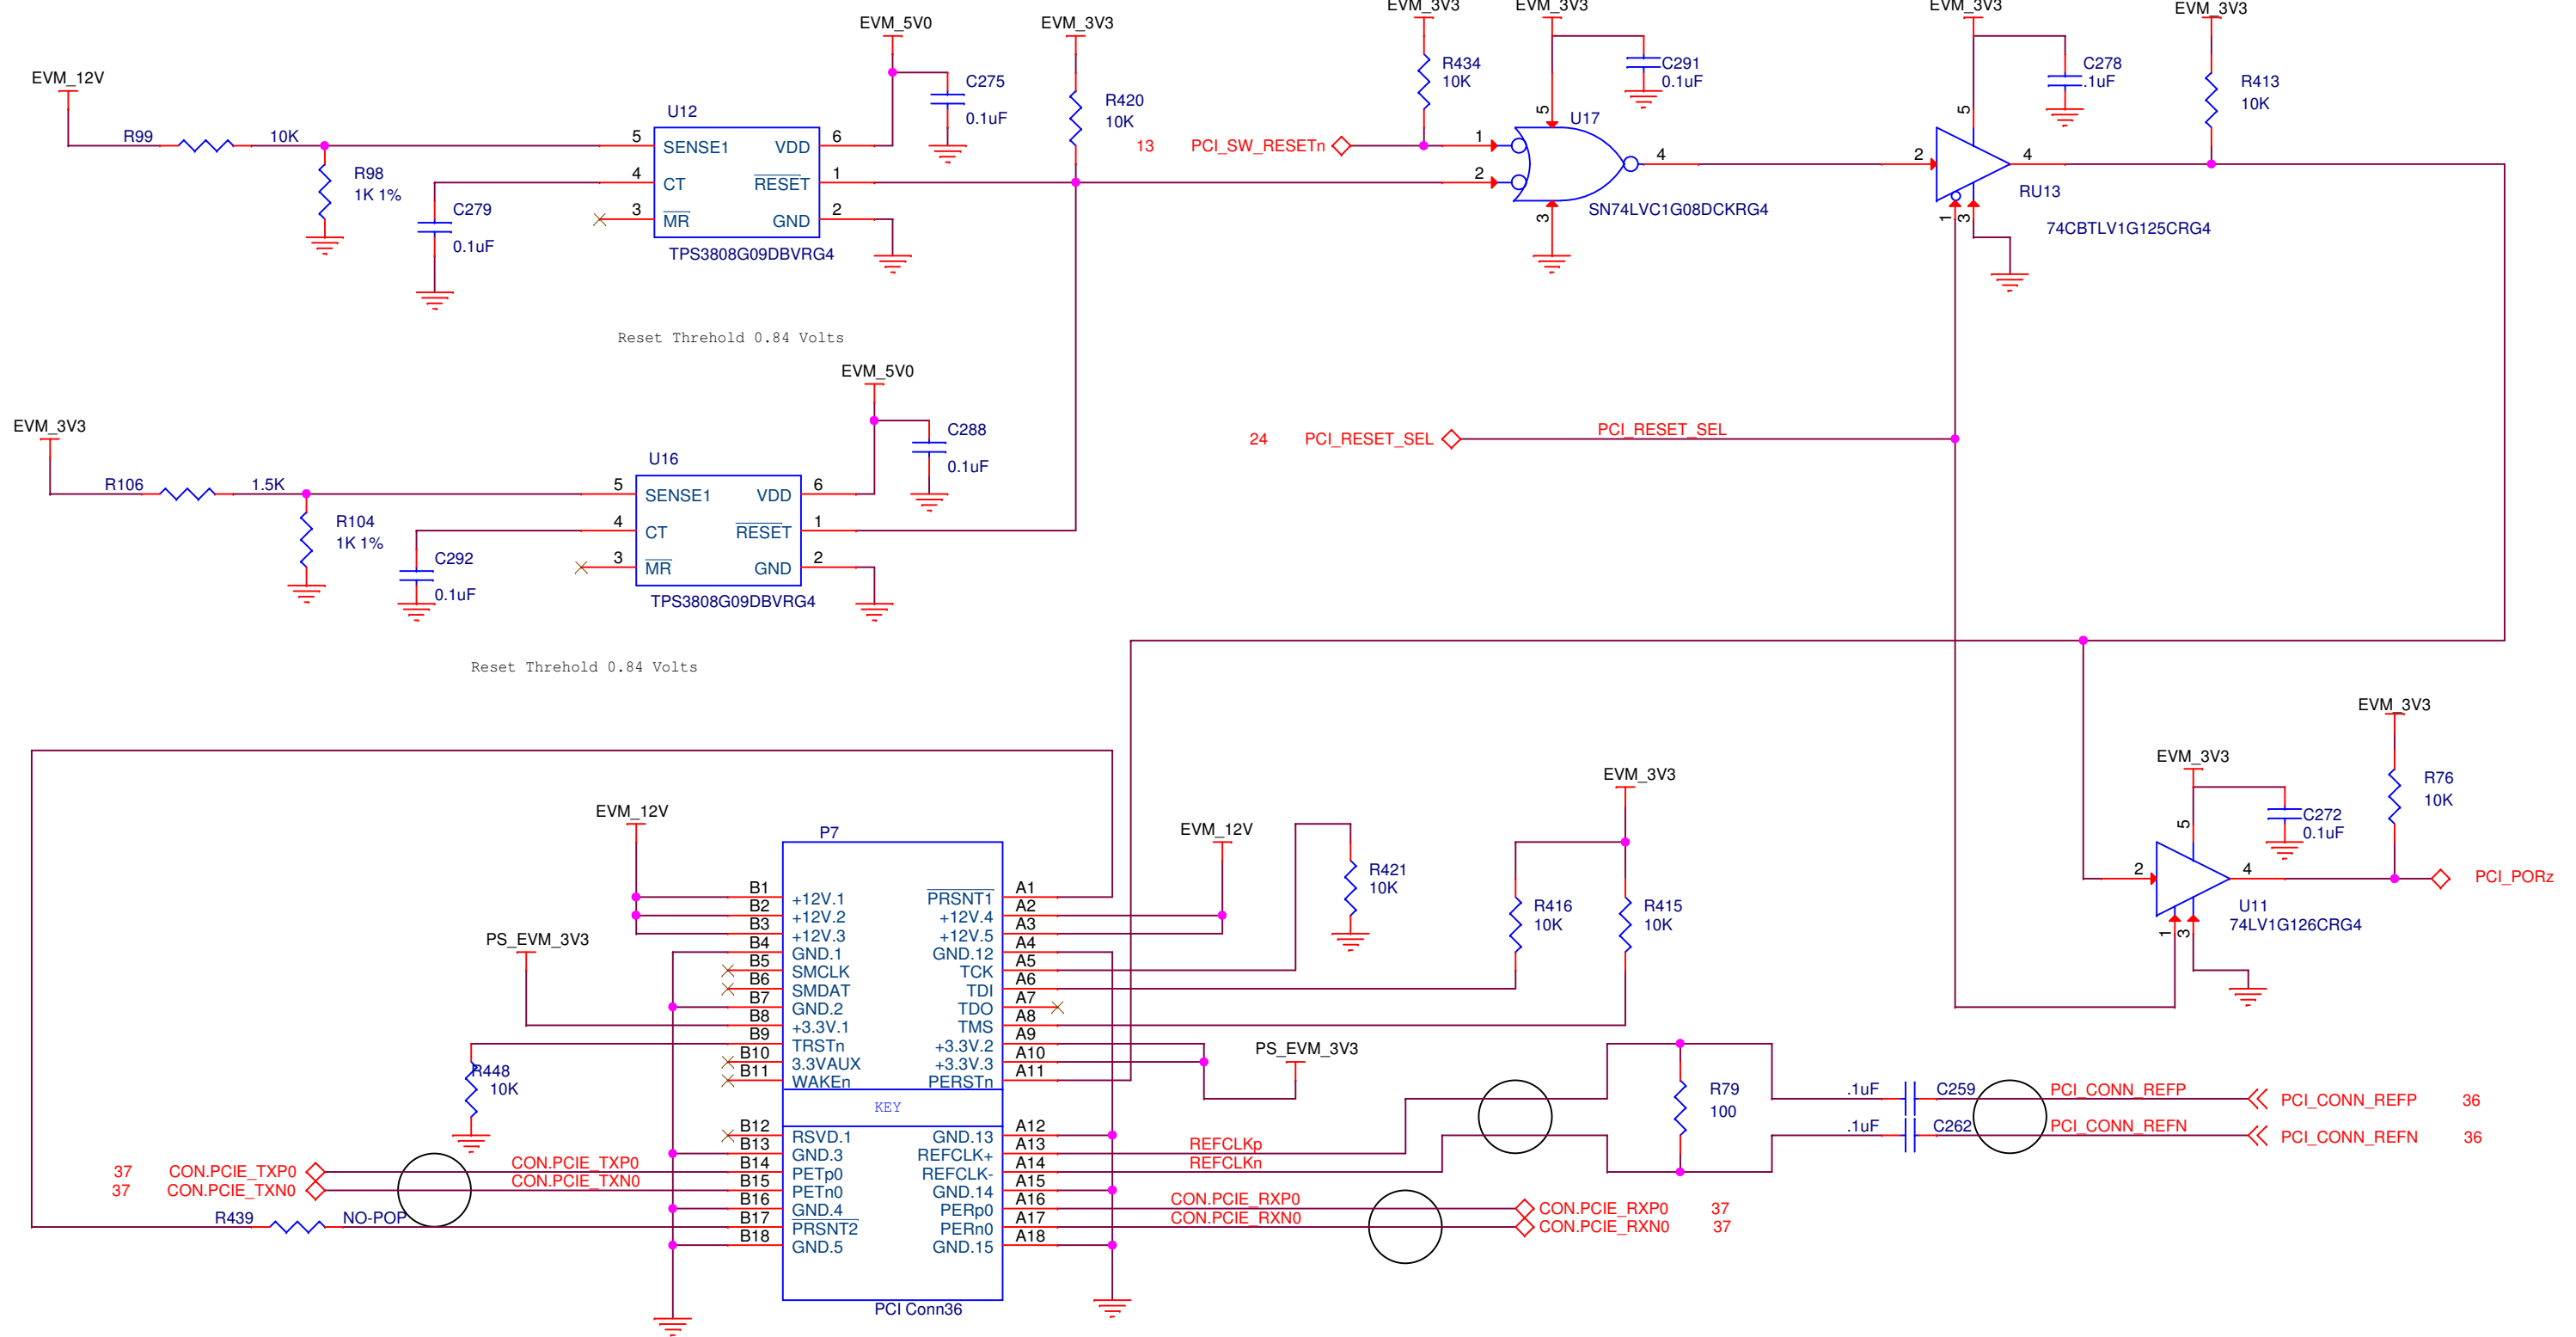 EVM_12V
R99
10K
R98
1K 1%
C279
0.1uF
U12
5
4
3
SENSE1
CT
MR
VDD
RESET
GND
6
1
2
TPS3808G09DBVRG4
EVM_5V0
C275
0.1uF
EVM_3V3
R420
10K
Reset Threhold 0.84 Volts
13
PCI_SW_RESETn
EVM_3V3
R434
10K
EVM_3V3
C291
0.1uF
1
2
5
3
U17
4
SN74LVC1G08DCKRG4
EVM_3V3
C278
.1uF
5
2
4
1
3
RU13
74CBTLV1G125CRG4
EVM_3V3
R413
10K
EVM_3V3
R106
1.5K
R104
1K 1%
C292
0.1uF
U16
5
4
3
SENSE1
CT
MR
VDD
RESET
GND
6
1
2
TPS3808G09DBVRG4
EVM_5V0
C288
0.1uF
Reset Threhold 0.84 Volts
24
PCI_RESET_SEL
PCI_RESET_SEL
EVM_3V3
C272
0.1uF
EVM_3V3
R76
10K
5
2
4
1
3
U11
74LV1G126CRG4
PCI_PORz
EVM_12V
PS_EVM_3V3
R448
10K
P7
B1
B2
B3
B4
B5
B6
B7
B8
B9
B10
B11
B12
B13
B14
B15
B16
B17
B18
+12V.1
+12V.2
+12V.3
GND.1
SMCLK
SMDAT
GND.2
+3.3V.1
TRSTn
3.3VAUX
WAKEn
KEY
RSVD.1
GND.3
PETp0
PETn0
GND.4
PRSNT2
GND.5
PRSNT1
+12V.4
+12V.5
GND.12
TCK
TDI
TDO
TMS
+3.3V.2
+3.3V.3
PERSTn
GND.13
REFCLK+
REFCLK-
GND.14
PERp0
PERn0
GND.15
A1
A2
A3
A4
A5
A6
A7
A8
A9
A10
A11
A12
A13
A14
A15
A16
A17
A18
PCI Conn36
EVM_12V
R421
10K
EVM_3V3
R416
10K
R415
10K
PS_EVM_3V3
37
CON.PCIE_TXP0
CON.PCIE_TXP0
37
CON.PCIE_TXN0
CON.PCIE_TXN0
R439
NO-POP
REFCLKp
REFCLKn
R79
100
.1uF
C259
PCI_CONN_REFP
PCI_CONN_REFP
36
.1uF
C262
PCI_CONN_REFN
PCI_CONN_REFN
36
CON.PCIE_RXP0
CON.PCIE_RXP0
37
CON.PCIE_RXN0
CON.PCIE_RXN0
37